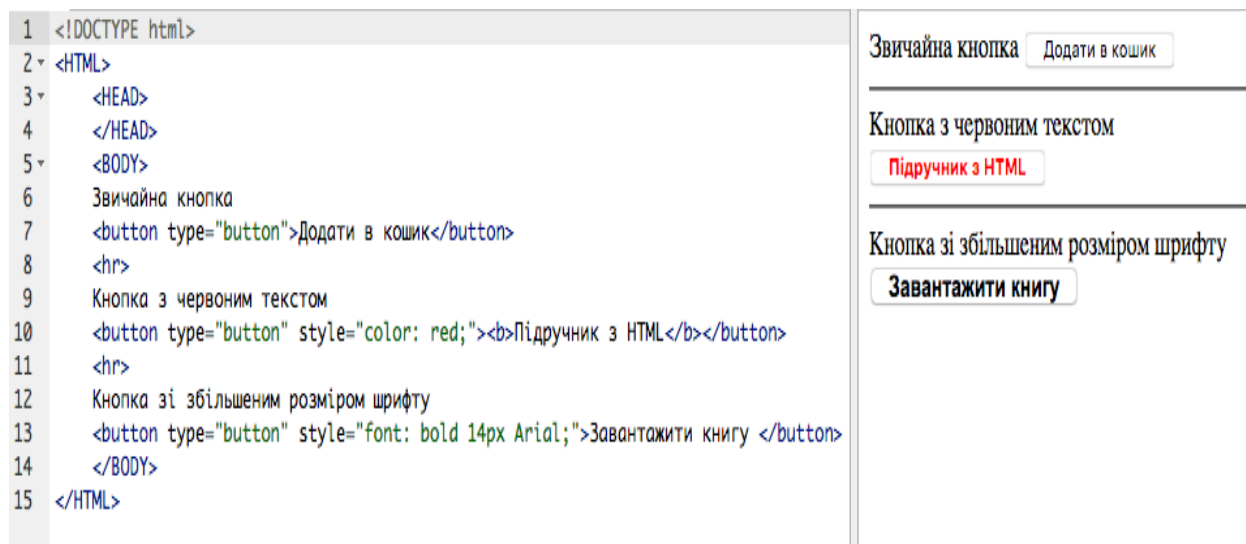 1 <!DOCTYPE html>
2 <HTML>
3 <HEAD>
4 </HEAD>
5 <BODY>
6 Звичайна кнопка
7 <button type="button">Додати в кошик</button>
8 <hr>
9 Кнопка з червоним текстом
10 <button type="button" style="color: red;"><b>Підручник з HTML</b></button>
11 <hr>
12 Кнопка зі збільшеним розміром шрифту
13 <button type="button" style="font: bold 14px Arial;">Завантажити книгу </button>
14 </BODY>
15 </HTML>
Звичайна кнопка Додати в кошик
Кнопка з червоним текстом
Підручник з HTML
Кнопка зі збільшеним розміром шрифту
Завантажити книгу